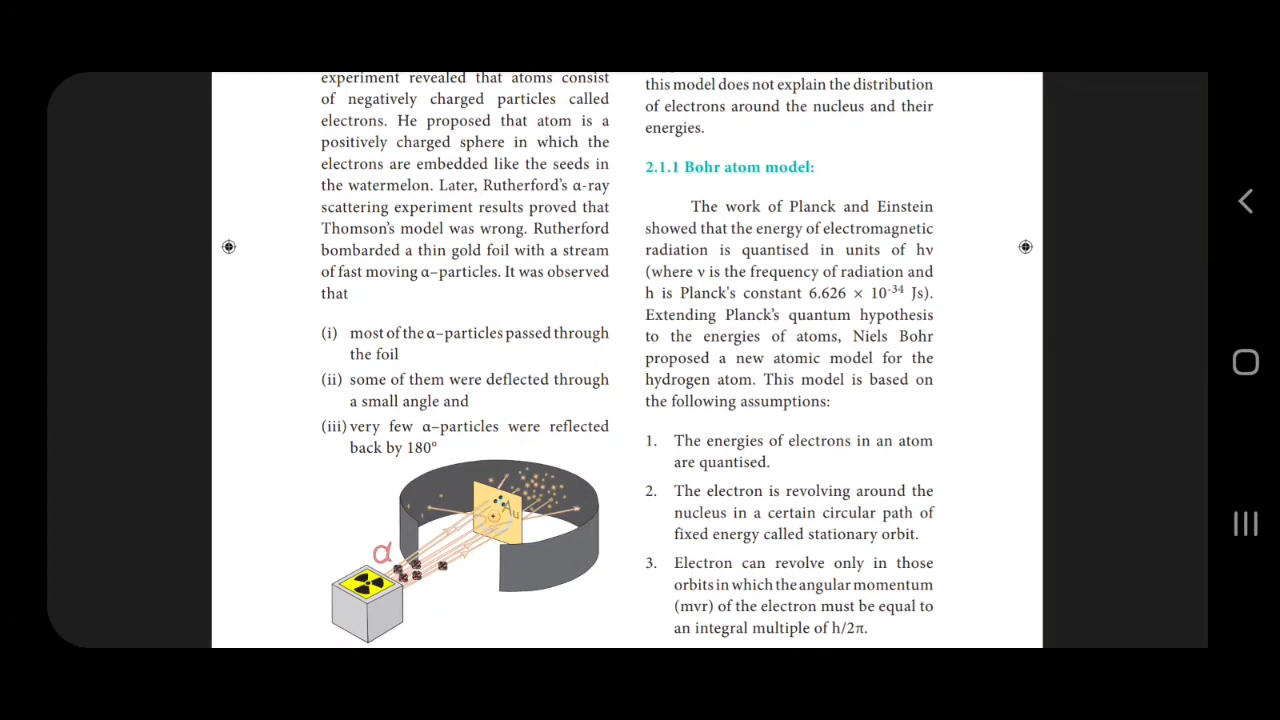 experiment revealed that atoms consist
of negatively charged particles called
electrons. He proposed that atom is a
positively charged sphere in which the
electrons are embedded like the seeds in
the watermelon. Later, Rutherford's α-ray
scattering experiment results proved that
Thomson's model was wrong. Rutherford
bombarded a thin gold foil with a stream
of fast moving α–particles. It was observed
that
(i) most of the α–particles passed through
the foil
(ii) some of them were deflected through
a small angle and
(iii) very few α–particles were reflected
back by 180°
Au
α
this model does not explain the distribution
of electrons around the nucleus and their
energies.
2.1.1 Bohr atom model:
The work of Planck and Einstein
showed that the energy of electromagnetic
radiation is quantised in units of hν
(where ν is the frequency of radiation and
h is Planck's constant 6.626 × 10⁻³⁴ Js).
Extending Planck's quantum hypothesis
to the energies of atoms, Niels Bohr
proposed a new atomic model for the
hydrogen atom. This model is based on
the following assumptions:
1. The energies of electrons in an atom
are quantised.
2. The electron is revolving around the
nucleus in a certain circular path of
fixed energy called stationary orbit.
3. Electron can revolve only in those
orbits in which the angular momentum
(mvr) of the electron must be equal to
an integral multiple of h/2π.